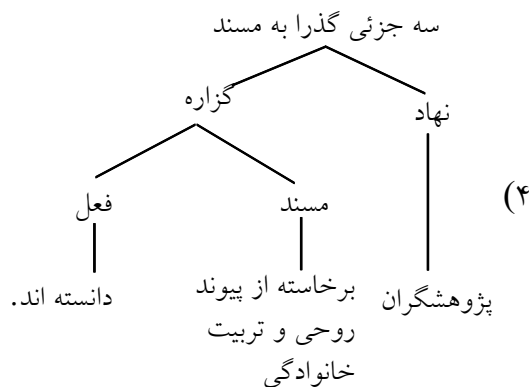 سه جزئی گذرا به مسند
گزاره
نهاد
فعل
مسند
۴)
دانسته اند.
برخاسته از پیوند
روحی و تربیت
خانوادگی
پژوهشگران